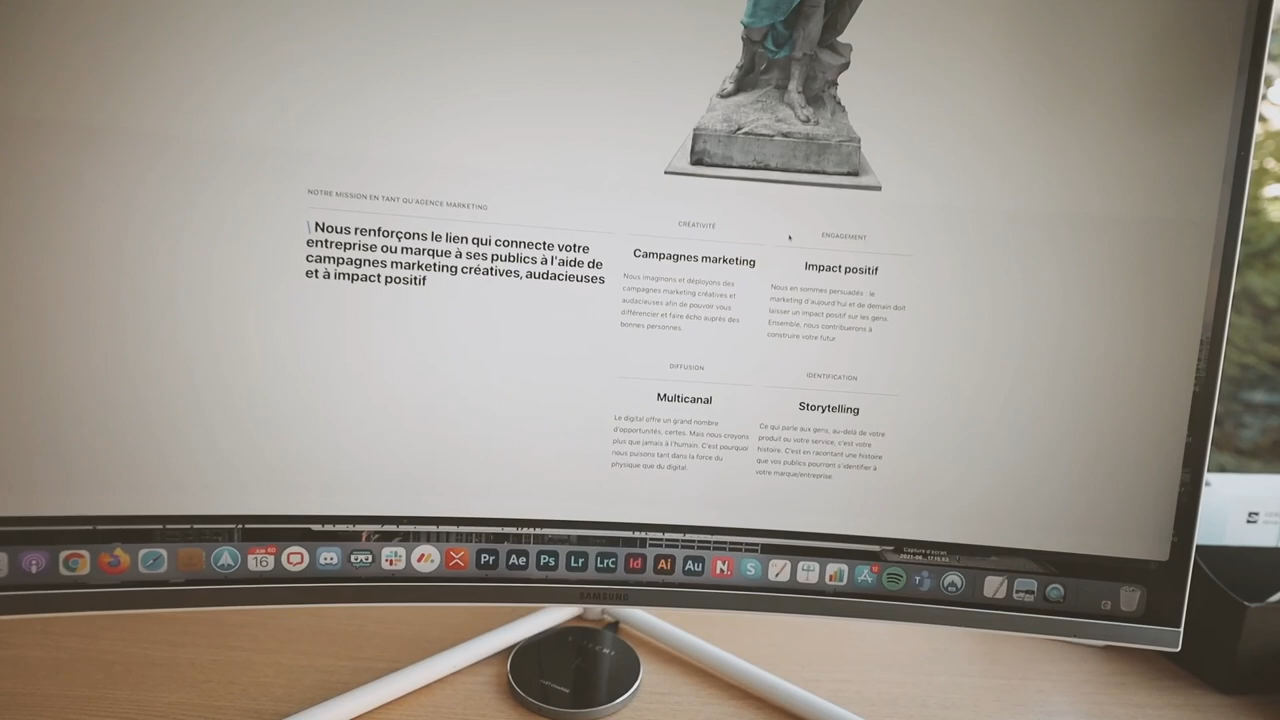 NOTRE MISSION EN TANT QU'AGENCE MARKETING
\ Nous renforçons le lien qui connecte votre
entreprise ou marque à ses publics à l'aide de
campagnes marketing créatives, audacieuses
et à impact positif
CRÉATIVITÉ
Campagnes marketing
Nous imaginons et déployons des
campagnes marketing créatives et
audacieuses afin de pouvoir vous
différencier et faire écho auprès des
bonnes personnes.
ENGAGEMENT
Impact positif
Nous en sommes persuadés : le
marketing d'aujourd'hui et de demain doit
laisser un impact positif sur les gens.
Ensemble, nous contribuerons à
construire votre futur.
DIFFUSION
Multicanal
Le digital offre un grand nombre
d'opportunités, certes. Mais nous croyons
plus que jamais à l'humain. C'est pourquoi
nous puisons tant dans la force du
physique que du digital.
IDENTIFICATION
Storytelling
Ce qui parle aux gens, au-delà de votre
produit ou votre service, c'est votre
histoire. C'est en racontant une histoire
que vos publics pourront s'identifier à
votre marque/entreprise.
Capture d'écran
16
Pr Ae Ps Lr LrC Id Ai Au N S
SAMSUNG